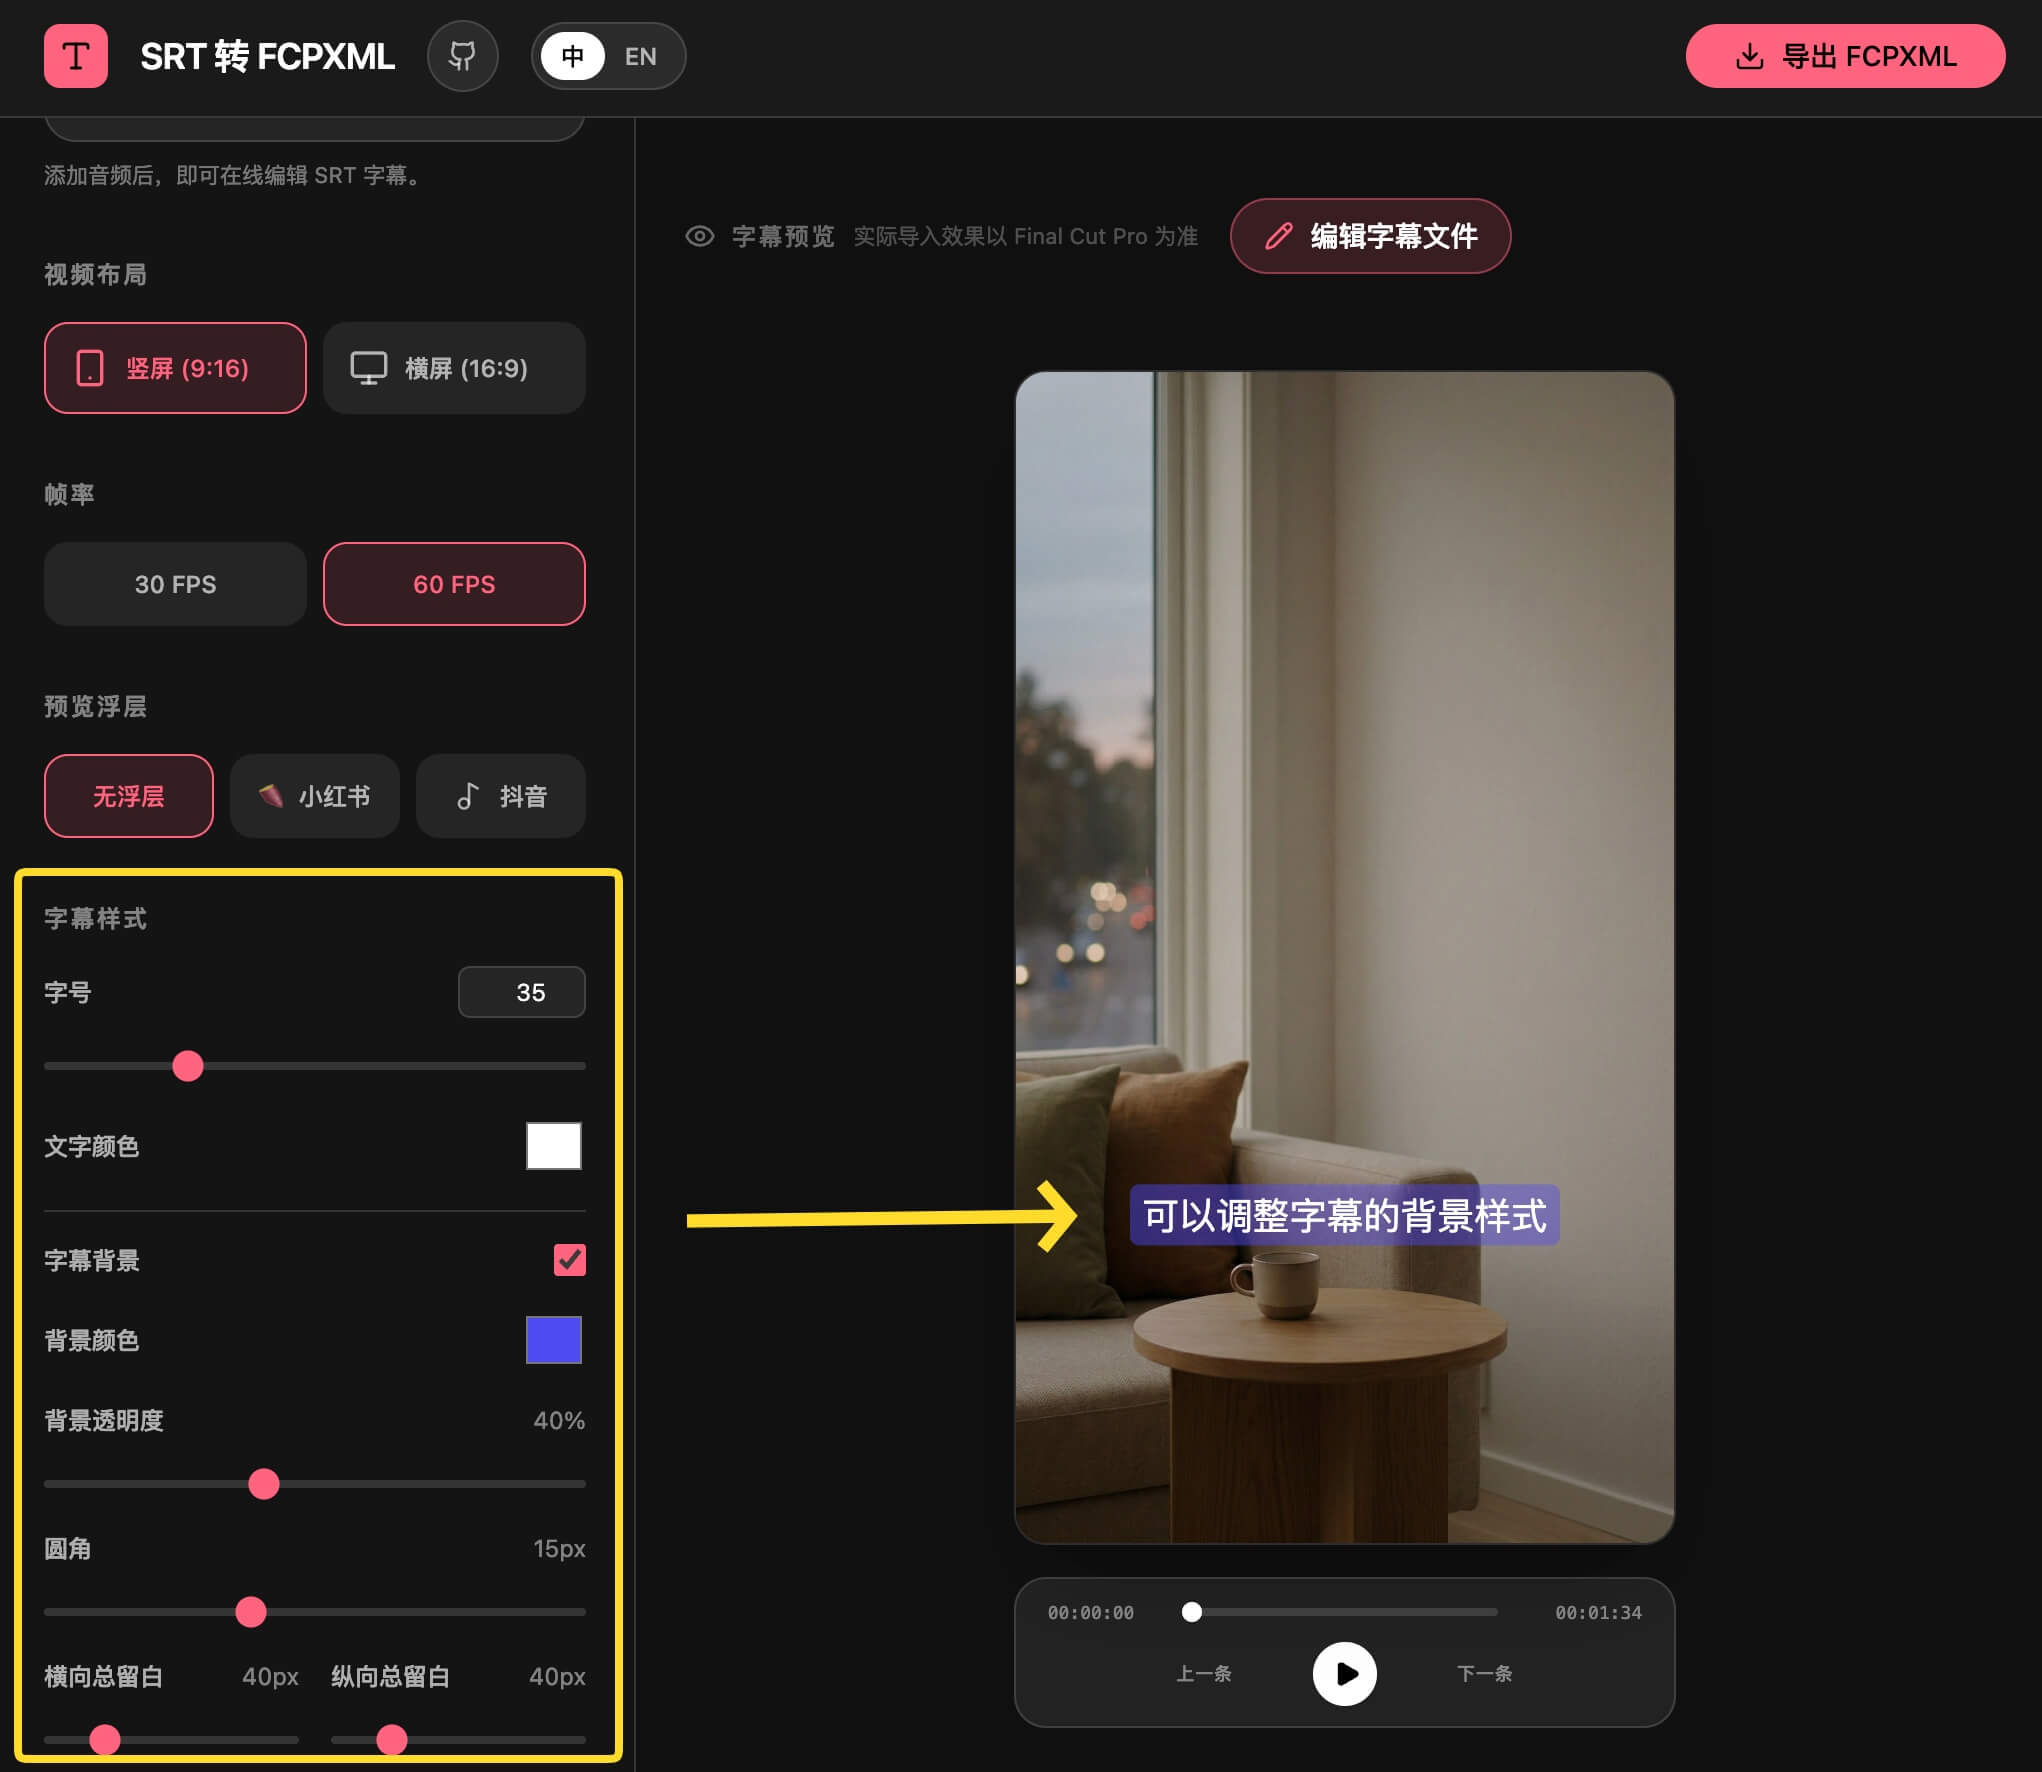 SRT 转 FCPXML
中
EN
导出 FCPXML
添加音频后，即可在线编辑 SRT 字幕。
视频布局
竖屏 (9:16)
横屏 (16:9)
帧率
30 FPS
60 FPS
预览浮层
无浮层
小红书
抖音
字幕样式
字号
35
文字颜色
字幕背景
背景颜色
背景透明度
40%
圆角
15px
横向总留白
40px
纵向总留白
40px
字幕预览
实际导入效果以 Final Cut Pro 为准
编辑字幕文件
可以调整字幕的背景样式
00:00:00
00:01:34
上一条
下一条